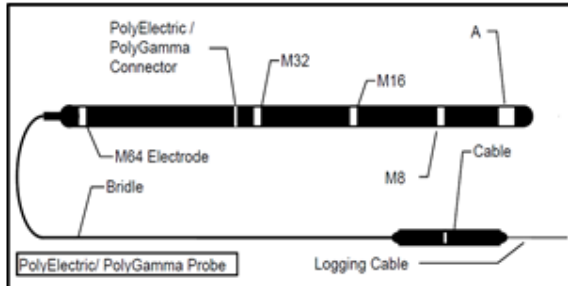 PolyElectric /
PolyGamma
Connector
A
M32
M16
M64 Electrode
M8
Cable
Bridle
PolyElectric/ PolyGamma Probe
Logging Cable